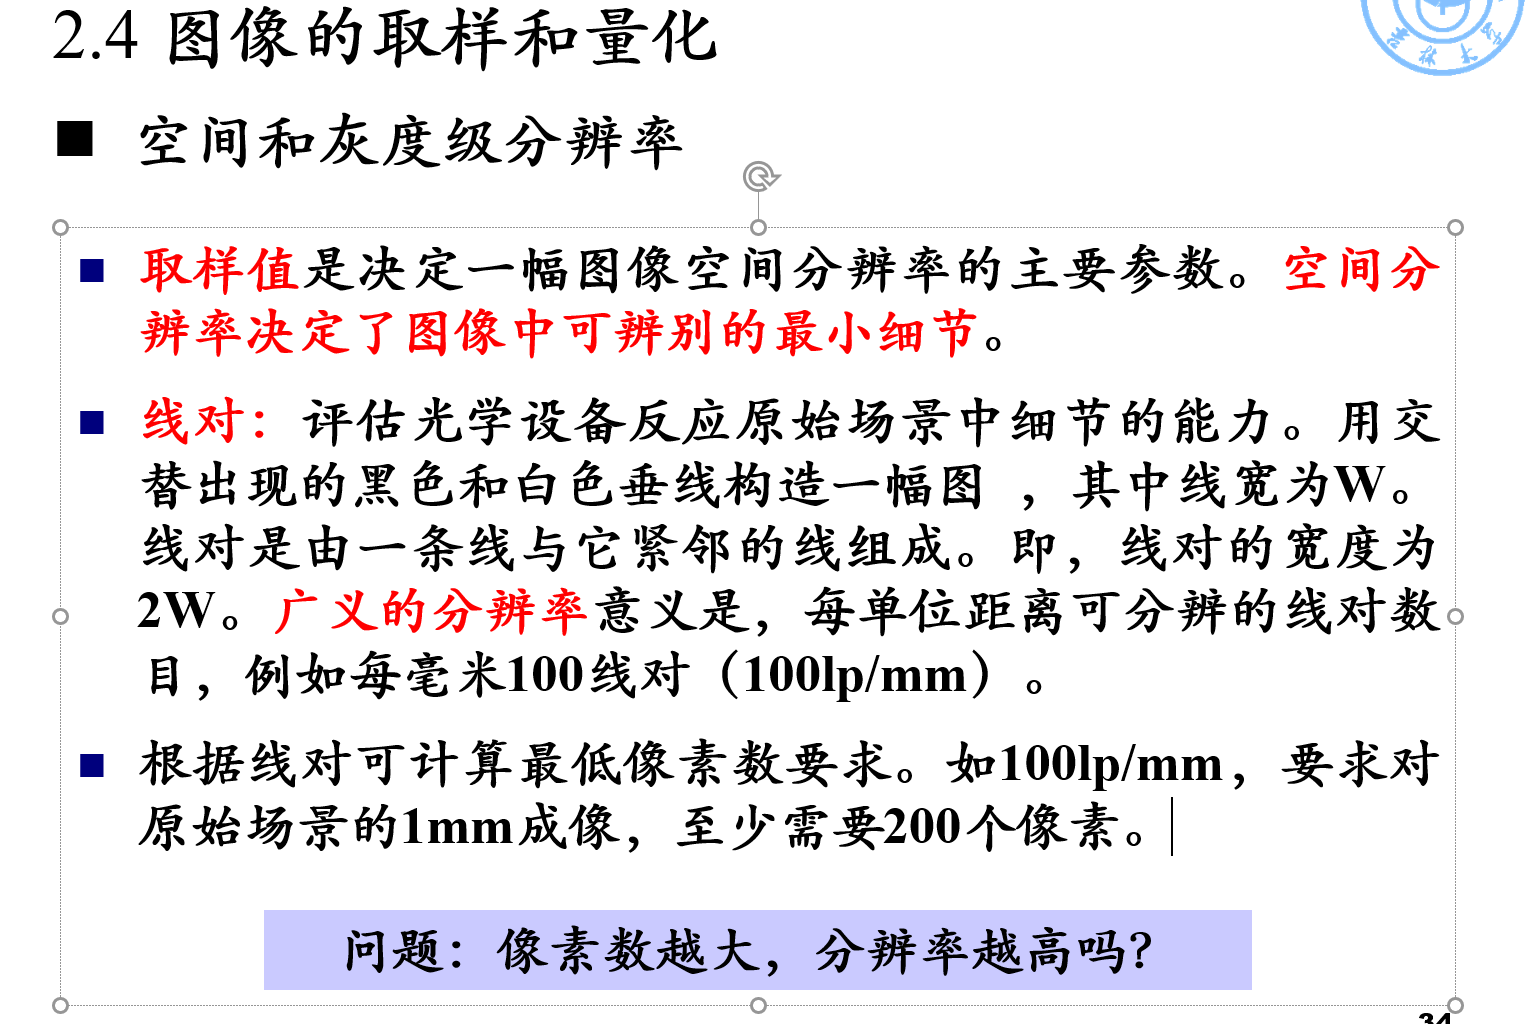 2.4 图像的取样和量化
空间和灰度级分辨率
取样值是决定一幅图像空间分辨率的主要参数。空间分
辨率决定了图像中可辨别的最小细节。
线对：评估光学设备反应原始场景中细节的能力。用交
替出现的黑色和白色垂线构造一幅图 ，其中线宽为W。
线对是由一条线与它紧邻的线组成。即，线对的宽度为
2W。广义的分辨率意义是，每单位距离可分辨的线对数
目，例如每毫米100线对（100lp/mm）。
根据线对可计算最低像素数要求。如100lp/mm，要求对
原始场景的1mm成像，至少需要200个像素。
问题：像素数越大，分辨率越高吗？
34